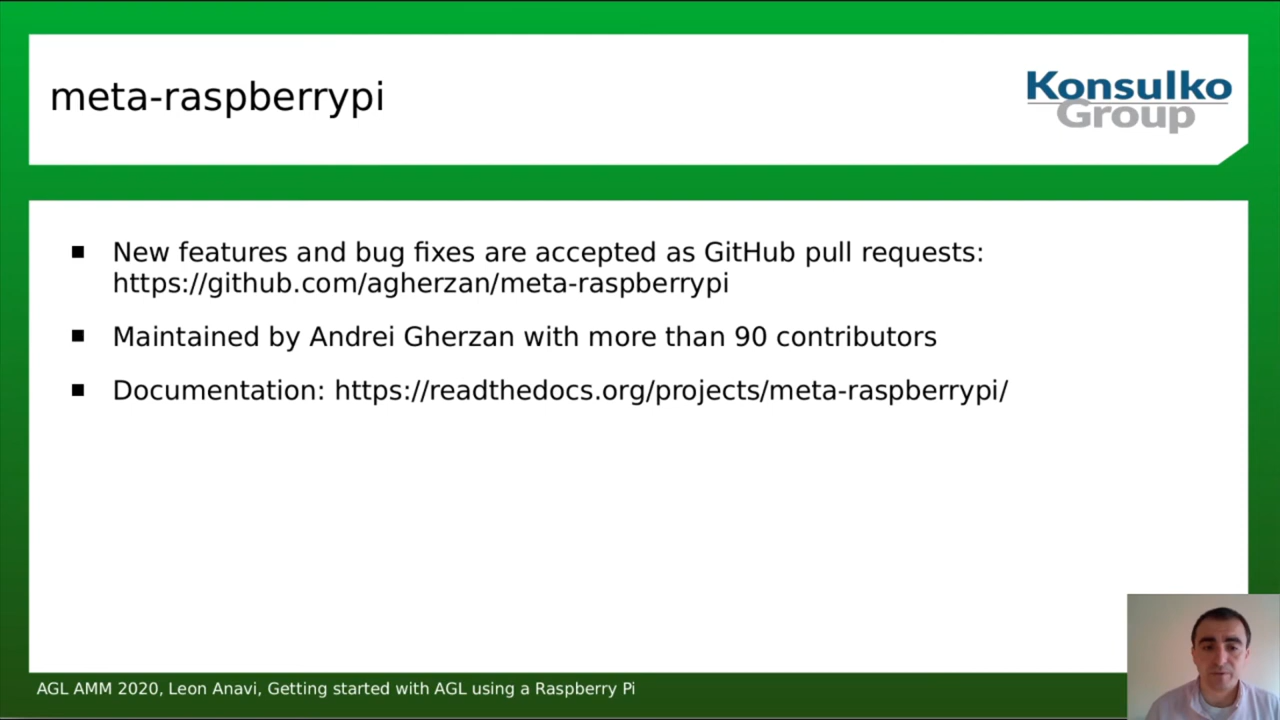 meta-raspberrypi
Konsulko
Group
New features and bug fixes are accepted as GitHub pull requests:
https://github.com/agherzan/meta-raspberrypi
Maintained by Andrei Gherzan with more than 90 contributors
Documentation: https://readthedocs.org/projects/meta-raspberrypi/
AGL AMM 2020, Leon Anavi, Getting started with AGL using a Raspberry Pi